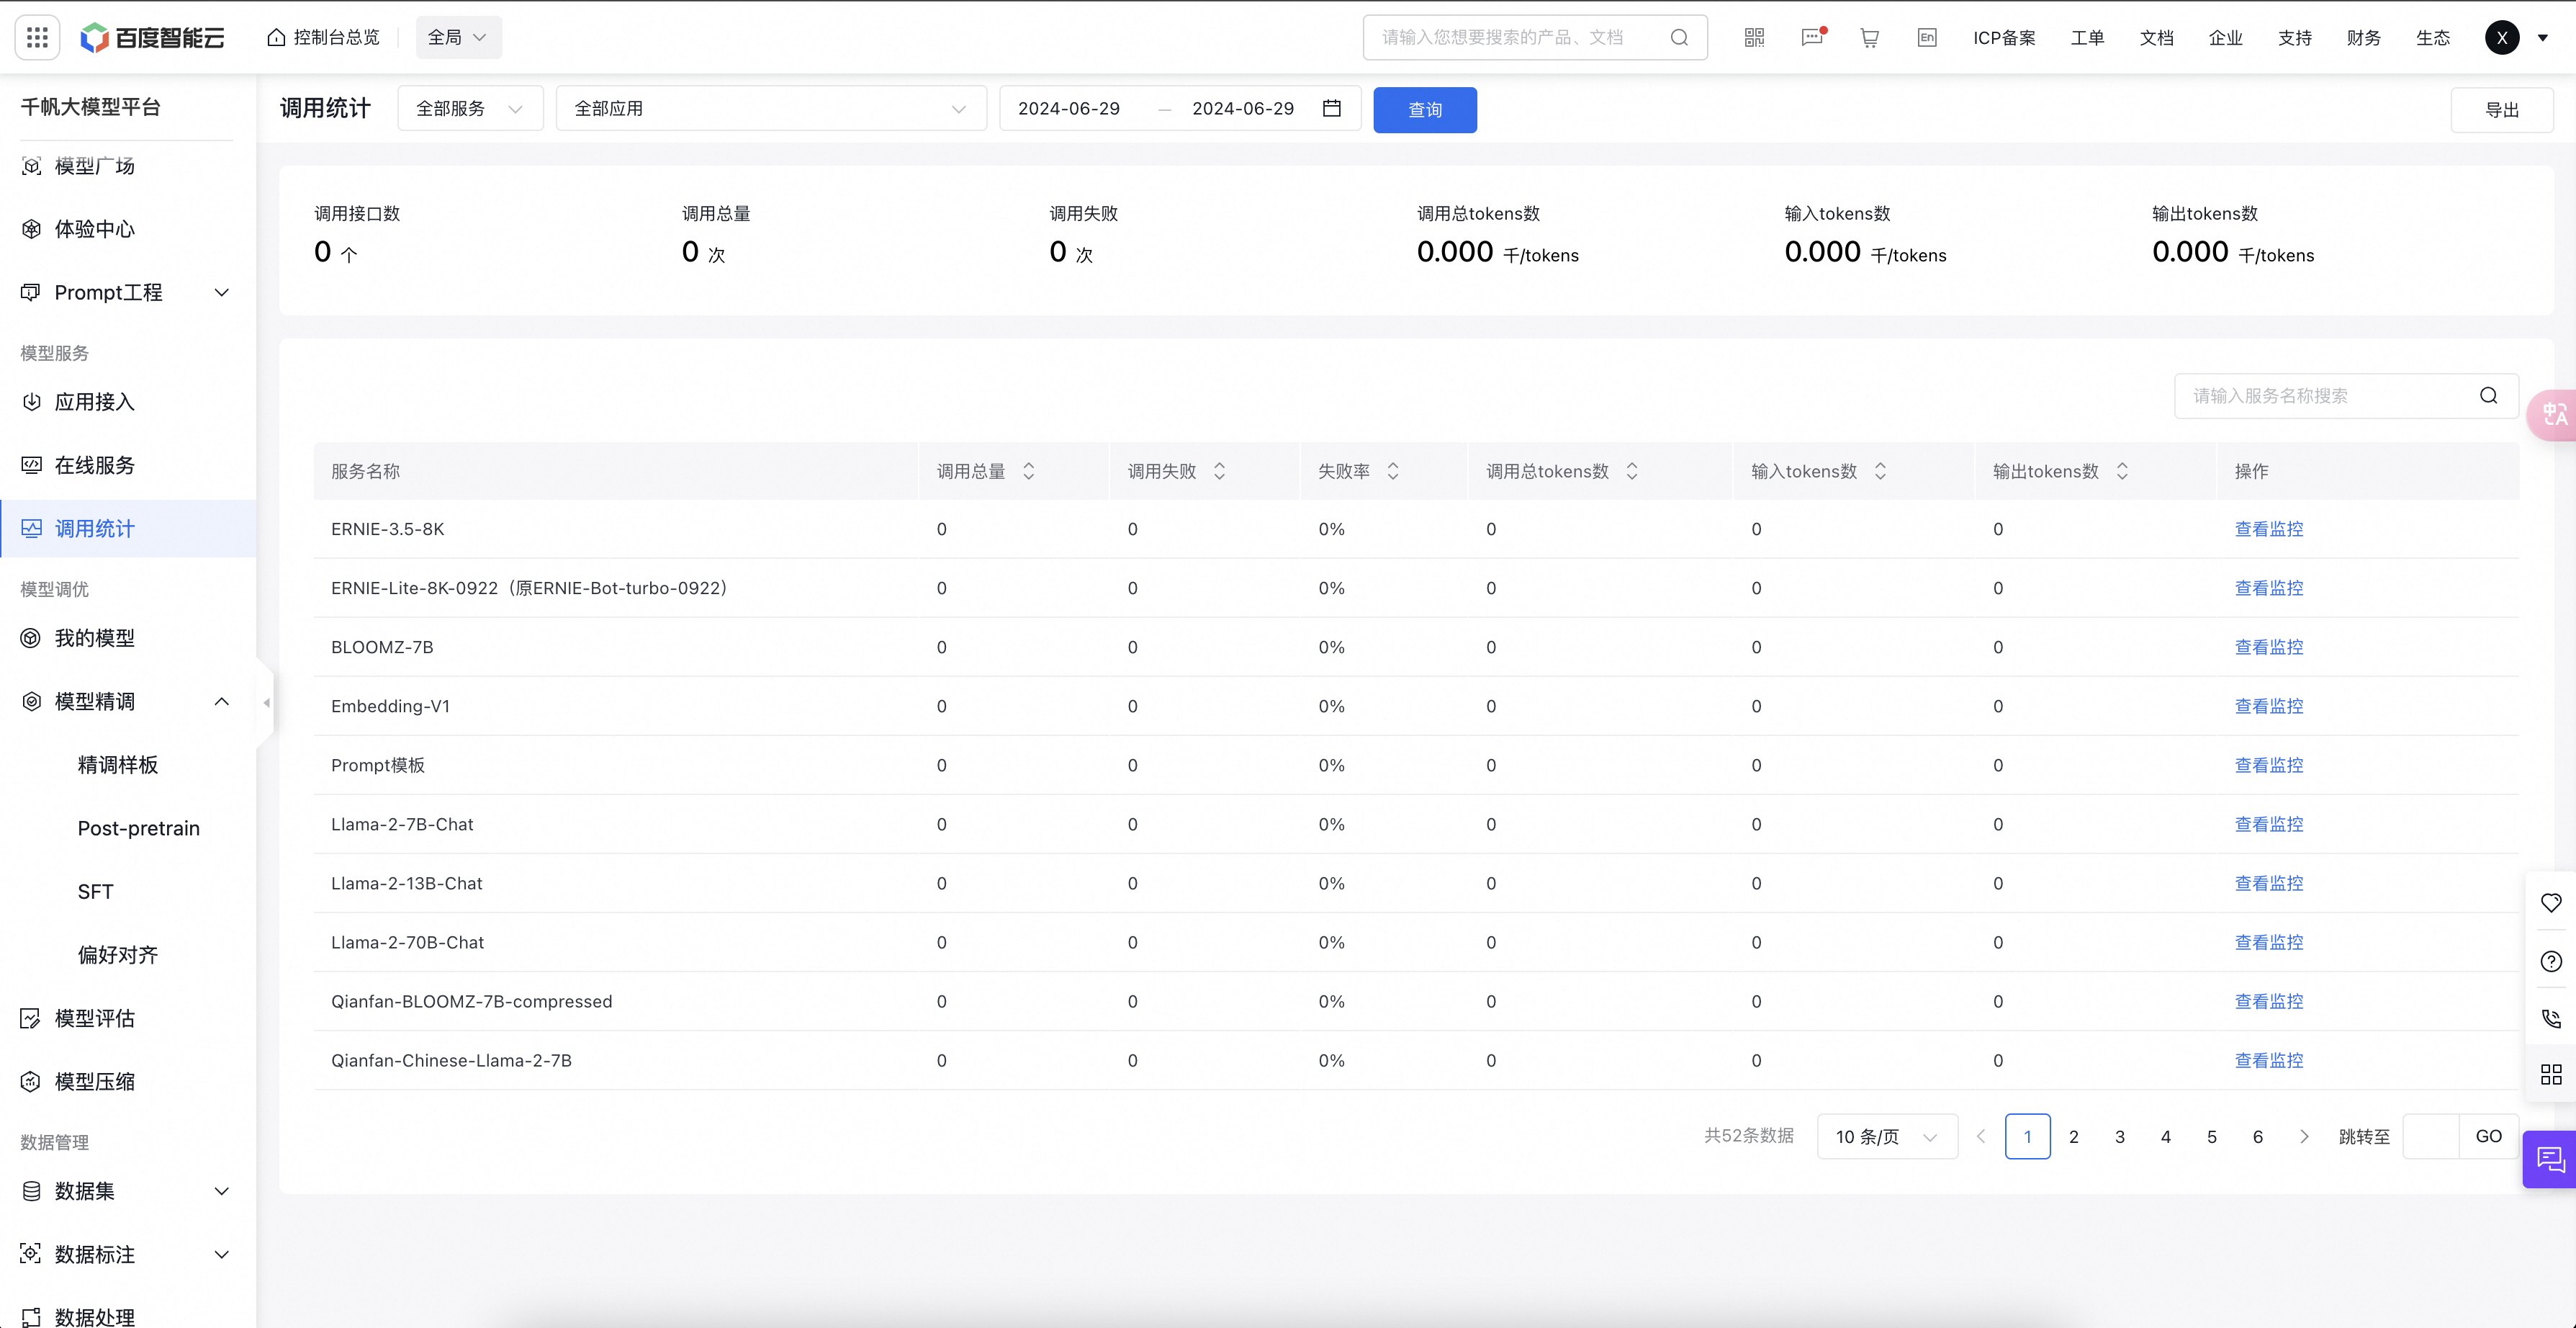 百度智能云
控制台总览
全局
请输入您想要搜索的产品、文档
En
ICP备案
工单
文档
企业
支持
财务
生态
X
千帆大模型平台
模型广场
体验中心
Prompt工程
模型服务
应用接入
在线服务
调用统计
模型调优
我的模型
模型精调
精调样板
Post-pretrain
SFT
偏好对齐
模型评估
模型压缩
数据管理
数据集
数据标注
数据处理
调用统计
全部服务
全部应用
2024-06-29 — 2024-06-29
查询
导出
调用接口数 调用总量 调用失败 调用总tokens数 输入tokens数 输出tokens数
0 个 0 次 0 次 0.000 千/tokens 0.000 千/tokens 0.000 千/tokens
请输入服务名称搜索
中A
服务名称 调用总量 调用失败 失败率 调用总tokens数 输入tokens数 输出tokens数 操作
ERNIE-3.5-8K 0 0 0% 0 0 0 查看监控
ERNIE-Lite-8K-0922（原ERNIE-Bot-turbo-0922） 0 0 0% 0 0 0 查看监控
BLOOMZ-7B 0 0 0% 0 0 0 查看监控
Embedding-V1 0 0 0% 0 0 0 查看监控
Prompt模板 0 0 0% 0 0 0 查看监控
Llama-2-7B-Chat 0 0 0% 0 0 0 查看监控
Llama-2-13B-Chat 0 0 0% 0 0 0 查看监控
Llama-2-70B-Chat 0 0 0% 0 0 0 查看监控
Qianfan-BLOOMZ-7B-compressed 0 0 0% 0 0 0 查看监控
Qianfan-Chinese-Llama-2-7B 0 0 0% 0 0 0 查看监控
共52条数据 10 条/页 1 2 3 4 5 6 跳转至 GO